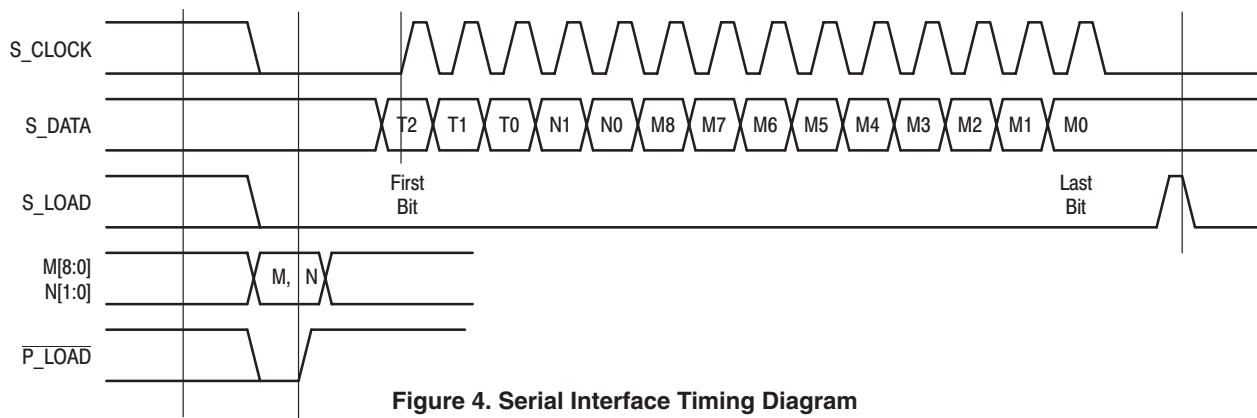 S_CLOCK
S_DATA
T2 T1 T0 N1 N0 M8 M7 M6 M5 M4 M3 M2 M1 M0
First
Bit
Last
Bit
S_LOAD
M[8:0]
N[1:0]
M, N
P_LOAD
Figure 4. Serial Interface Timing Diagram